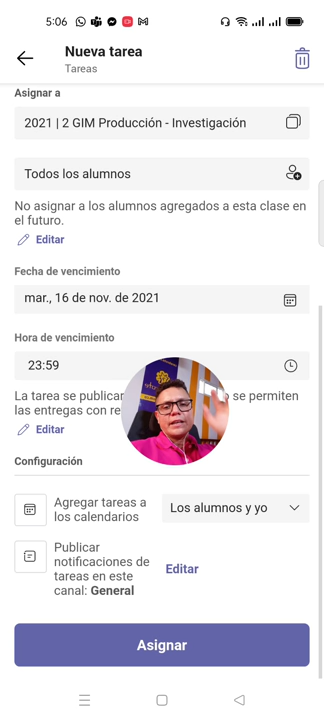 5:06
Nueva tarea
Tareas
Asignar a
2021 | 2 GIM Producción - Investigación
Todos los alumnos
No asignar a los alumnos agregados a esta clase en
el futuro.
Editar
Fecha de vencimiento
mar., 16 de nov. de 2021
Hora de vencimiento
23:59
La tarea se publicar se permiten
las entregas con re
Editar
Configuración
Agregar tareas a
los calendarios
Los alumnos y yo
Publicar
notificaciones de
tareas en este
canal: General
Editar
Asignar